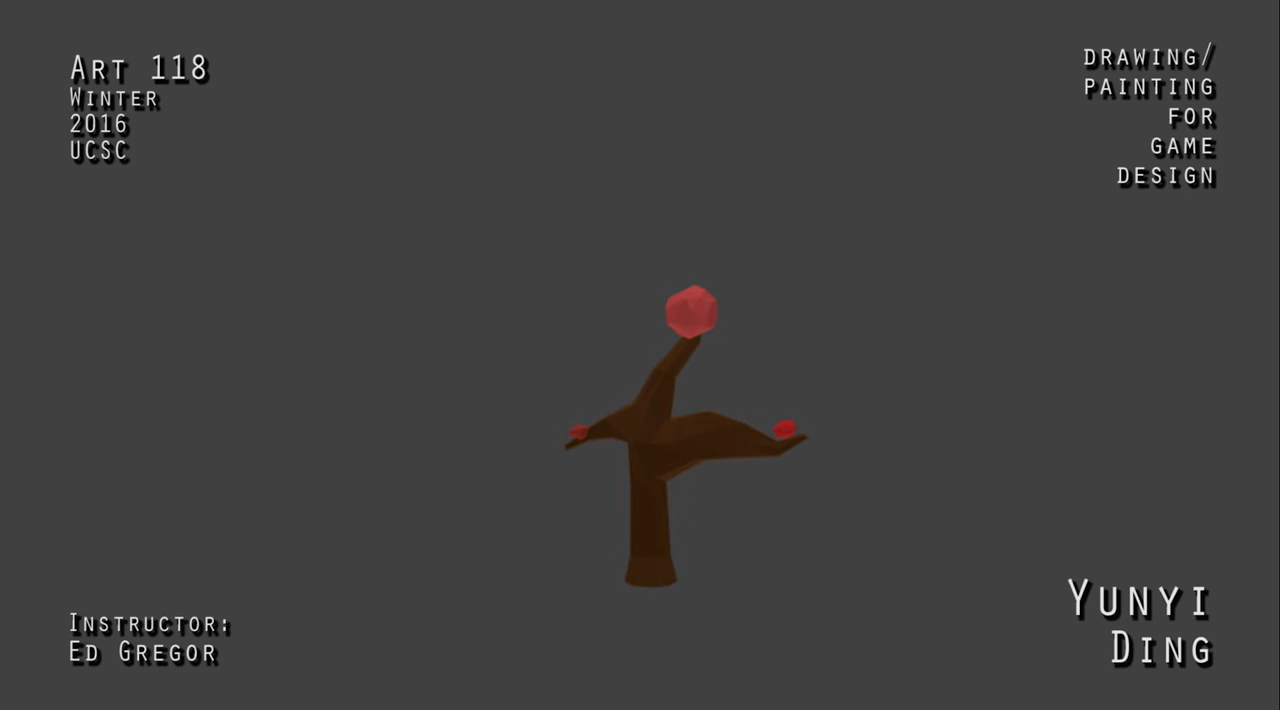 Art 118
Winter
2016
UCSC
DRAWING/
PAINTING
FOR
GAME
DESIGN
Instructor:
Ed Gregor
Yunyi
Ding